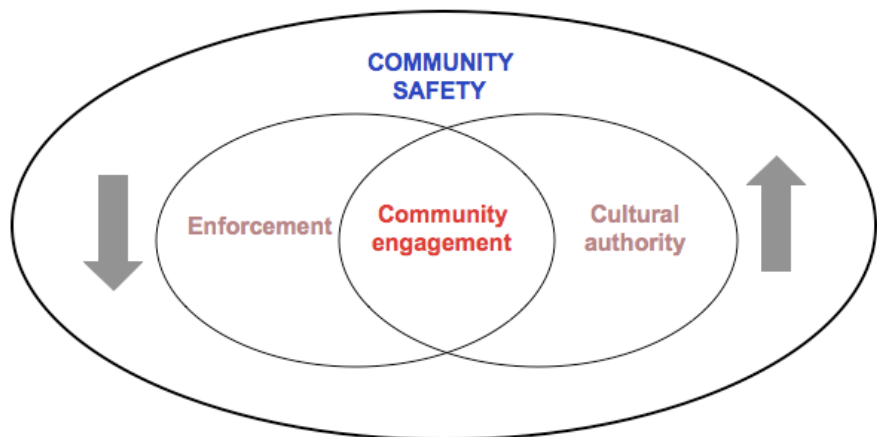 COMMUNITY
SAFETY
Enforcement
Community
engagement
Cultural
authority